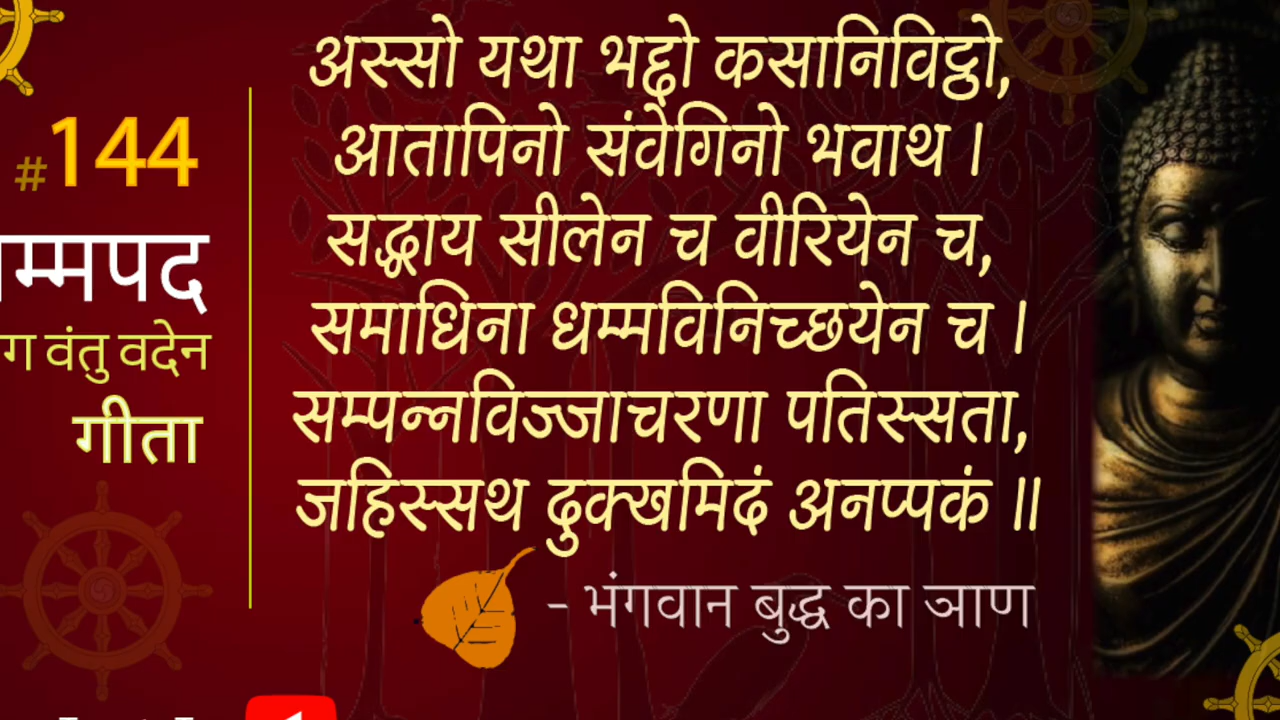 #144
म्मपद
ग वंतु वदेन
गीता
अस्सो यथा भद्रो कसानिविट्ठो,
आतापिनो संवेगिनो भवाथ ।
सद्धाय सीलेन च वीरियेन च,
समाधिना धम्मविनिच्छयेन च ।
सम्पन्नविज्जाचरणा पतिस्सता,
जहिस्सथ दुक्खमिदं अनप्पकं ॥
- भंगवान बुद्ध का ञाण